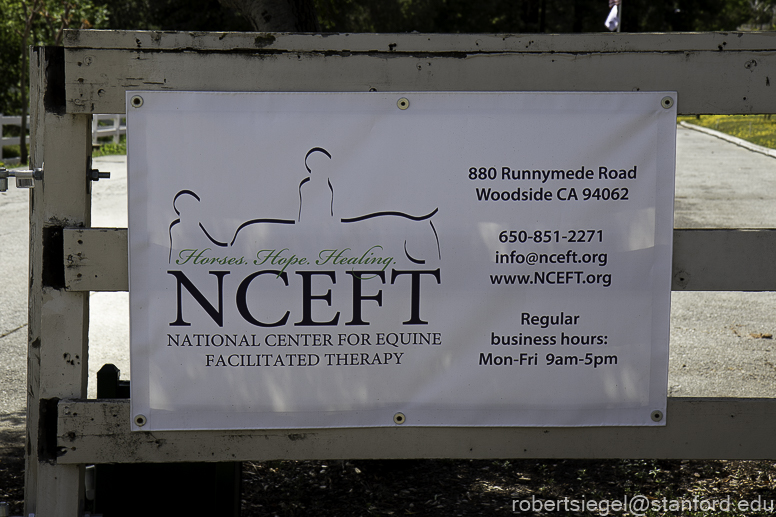 Horses. Hope. Healing.
NCEFT
NATIONAL CENTER FOR EQUINE
FACILITATED THERAPY
880 Runnymede Road
Woodside CA 94062
650-851-2271
info@nceft.org
www.NCEFT.org
Regular
business hours:
Mon-Fri 9am-5pm
robertsiegel@stanford.edu